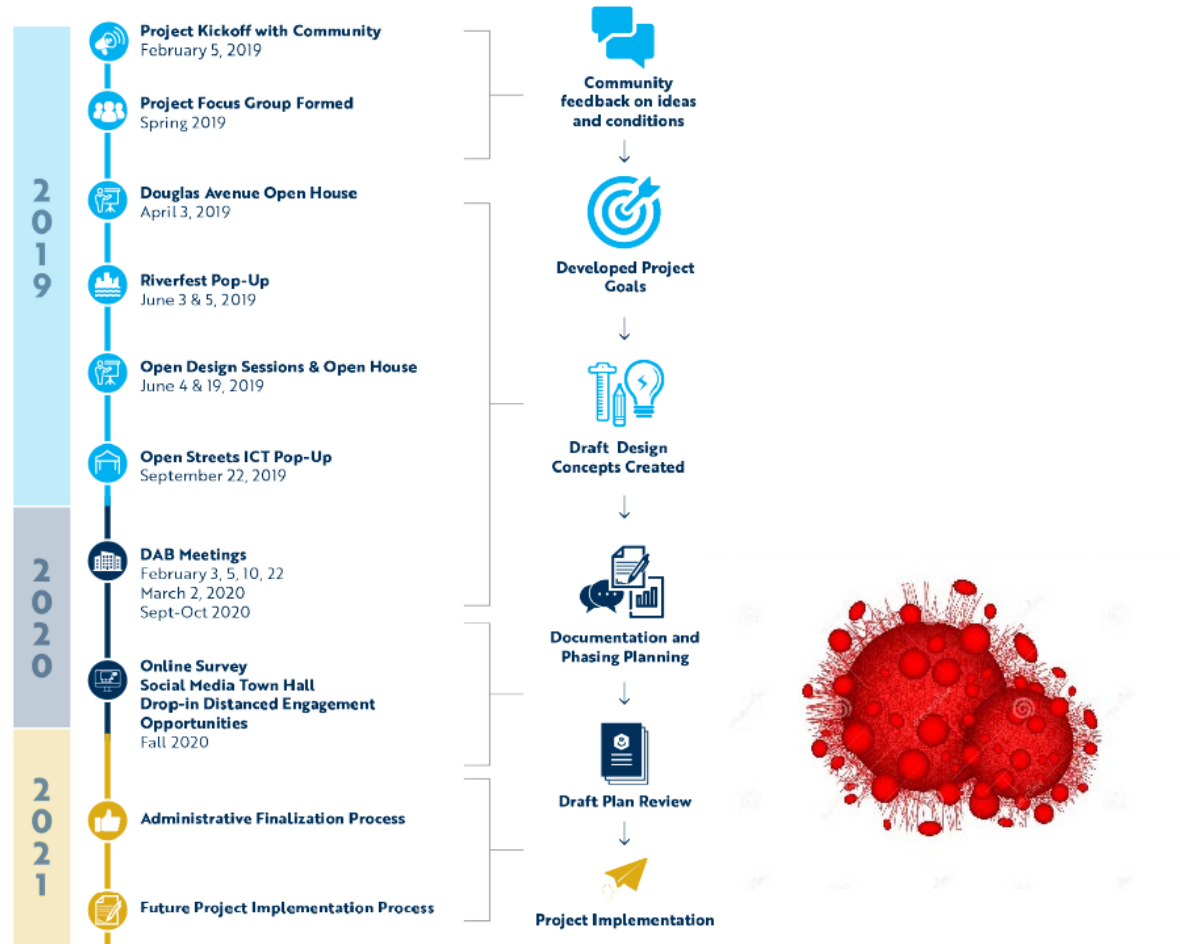 2019
Project Kickoff with Community
February 5, 2019
Project Focus Group Formed
Spring 2019
Douglas Avenue Open House
April 3, 2019
Riverfest Pop-Up
June 3 & 5, 2019
Open Design Sessions & Open House
June 4 & 19, 2019
Open Streets ICT Pop-Up
September 22, 2019
2020
DAB Meetings
February 3, 5, 10, 22
March 2, 2020
Sept-Oct 2020
Online Survey
Social Media Town Hall
Drop-in Distanced Engagement
Opportunities
Fall 2020
2021
Administrative Finalization Process
Future Project Implementation Process
Community
feedback on ideas
and conditions
Developed Project
Goals
Draft Design
Concepts Created
Documentation and
Phasing Planning
Draft Plan Review
Project Implementation